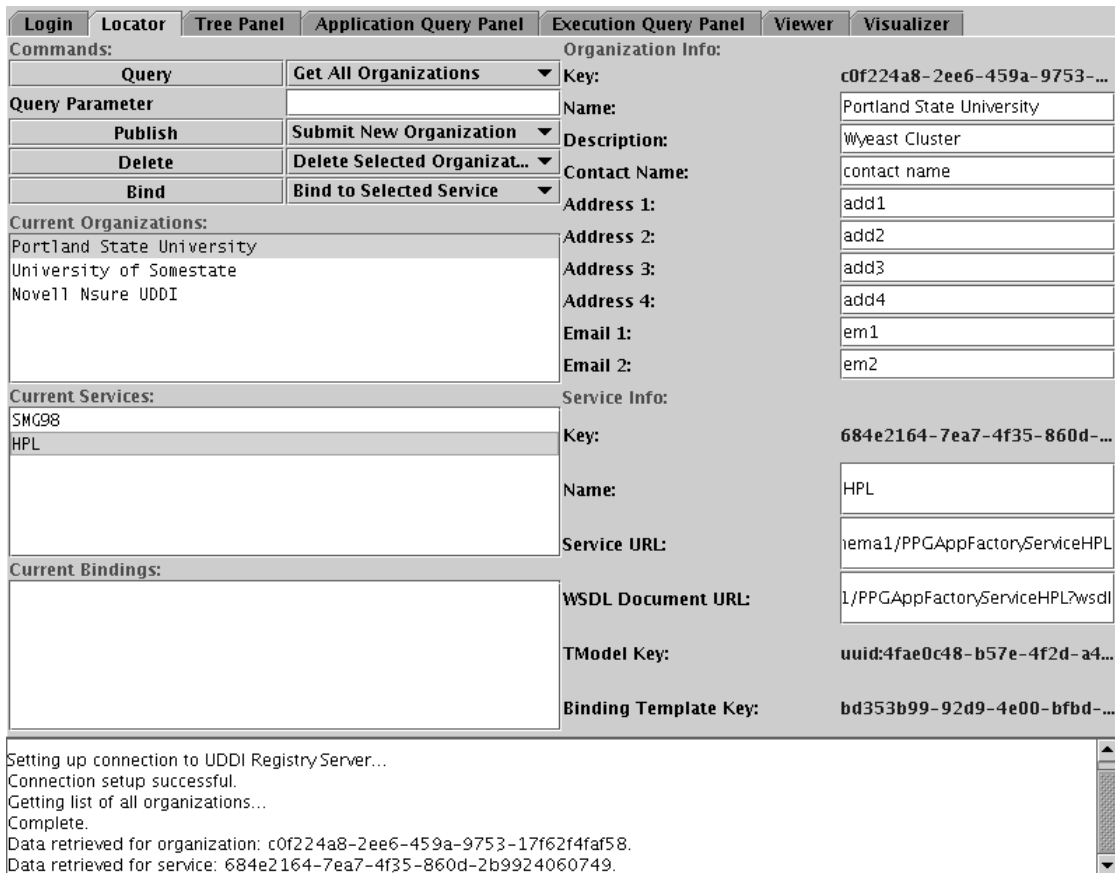 Login Locator Tree Panel Application Query Panel Execution Query Panel Viewer Visualizer
Commands:
Query Get All Organizations
Query Parameter
Publish Submit New Organization
Delete Delete Selected Organizat...
Bind Bind to Selected Service
Current Organizations:
Portland State University
University of Somestate
Novell Nsure UDDI
Current Services:
SMG98
HPL
Current Bindings:
Organization Info:
Key: c0f224a8-2ee6-459a-9753-...
Name: Portland State University
Description: Wyeast Cluster
Contact Name: contact name
Address 1: add1
Address 2: add2
Address 3: add3
Address 4: add4
Email 1: em1
Email 2: em2
Service Info:
Key: 684e2164-7ea7-4f35-860d-...
Name: HPL
Service URL: nema1/PPGAppFactoryServiceHPL
WSDL Document URL: 1/PPGAppFactoryServiceHPL?wsdl
TModel Key: uuid:4fae0c48-b57e-4f2d-a4...
Binding Template Key: bd353b99-92d9-4e00-bfbd-...
Setting up connection to UDDI Registry Server...
Connection setup successful.
Getting list of all organizations...
Complete.
Data retrieved for organization: c0f224a8-2ee6-459a-9753-17f62f4faf58.
Data retrieved for service: 684e2164-7ea7-4f35-860d-2b9924060749.